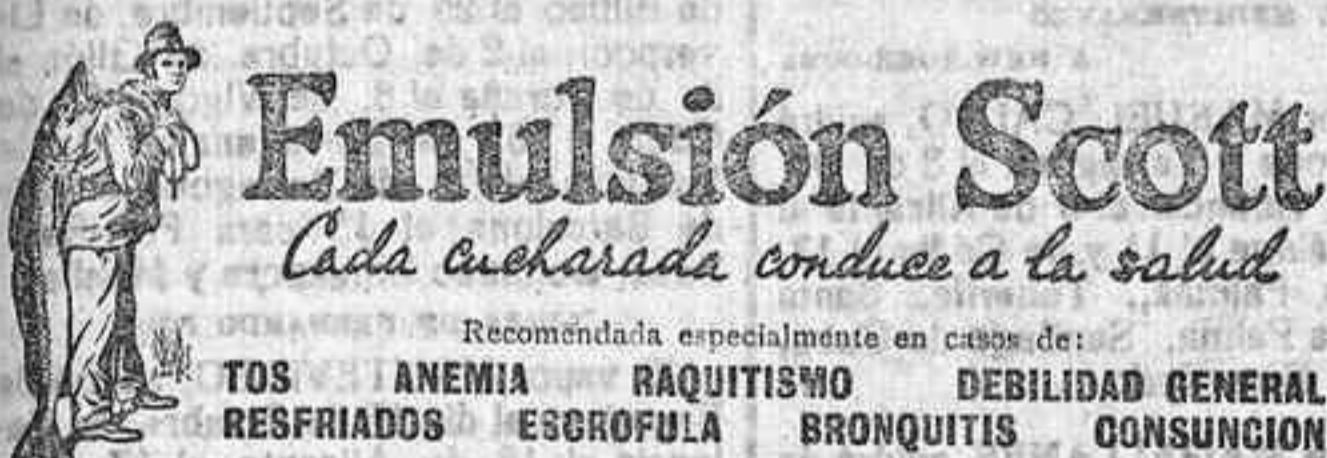 Emulsión Scott
Cada cucharada conduce a la salud
Recomendada especialmente en casos de:
TOS ANEMIA RAQUITISMO DEBILIDAD GENERAL
RESFRIADOS ESCROFULA BRONQUITIS CONSUNCION